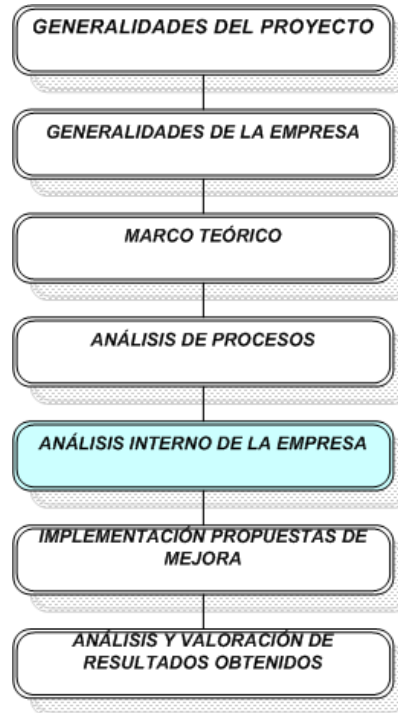 GENERALIDADES DEL PROYECTO
GENERALIDADES DE LA EMPRESA
MARCO TEÓRICO
ANÁLISIS DE PROCESOS
ANÁLISIS INTERNO DE LA EMPRESA
IMPLEMENTACIÓN PROPUESTAS DE
MEJORA
ANÁLISIS Y VALORACIÓN DE
RESULTADOS OBTENIDOS